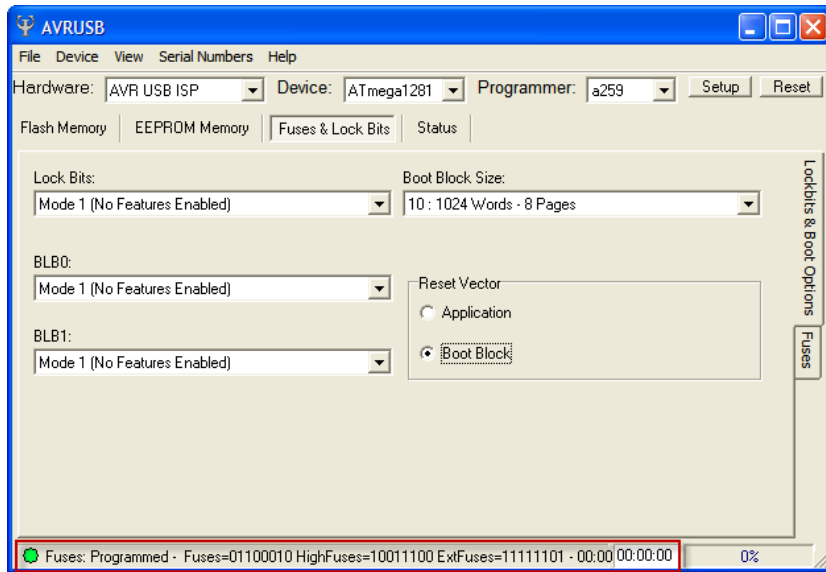 AVRUSB
File Device View Serial Numbers Help
Hardware: AVR USB ISP Device: ATmega1281 Programmer: a259 Setup Reset
Flash Memory EEPROM Memory Fuses & Lock Bits Status
Lock Bits: Boot Block Size:
Mode 1 (No Features Enabled) 10 : 1024 Words - 8 Pages
BLB0:
Mode 1 (No Features Enabled) Reset Vector
Application
BLB1:
Mode 1 (No Features Enabled) Boot Block
Lockbits & Boot Options
Fuses
Fuses: Programmed - Fuses=01100010 HighFuses=10011100 ExtFuses=11111101 - 00:00 00:00:00 0%